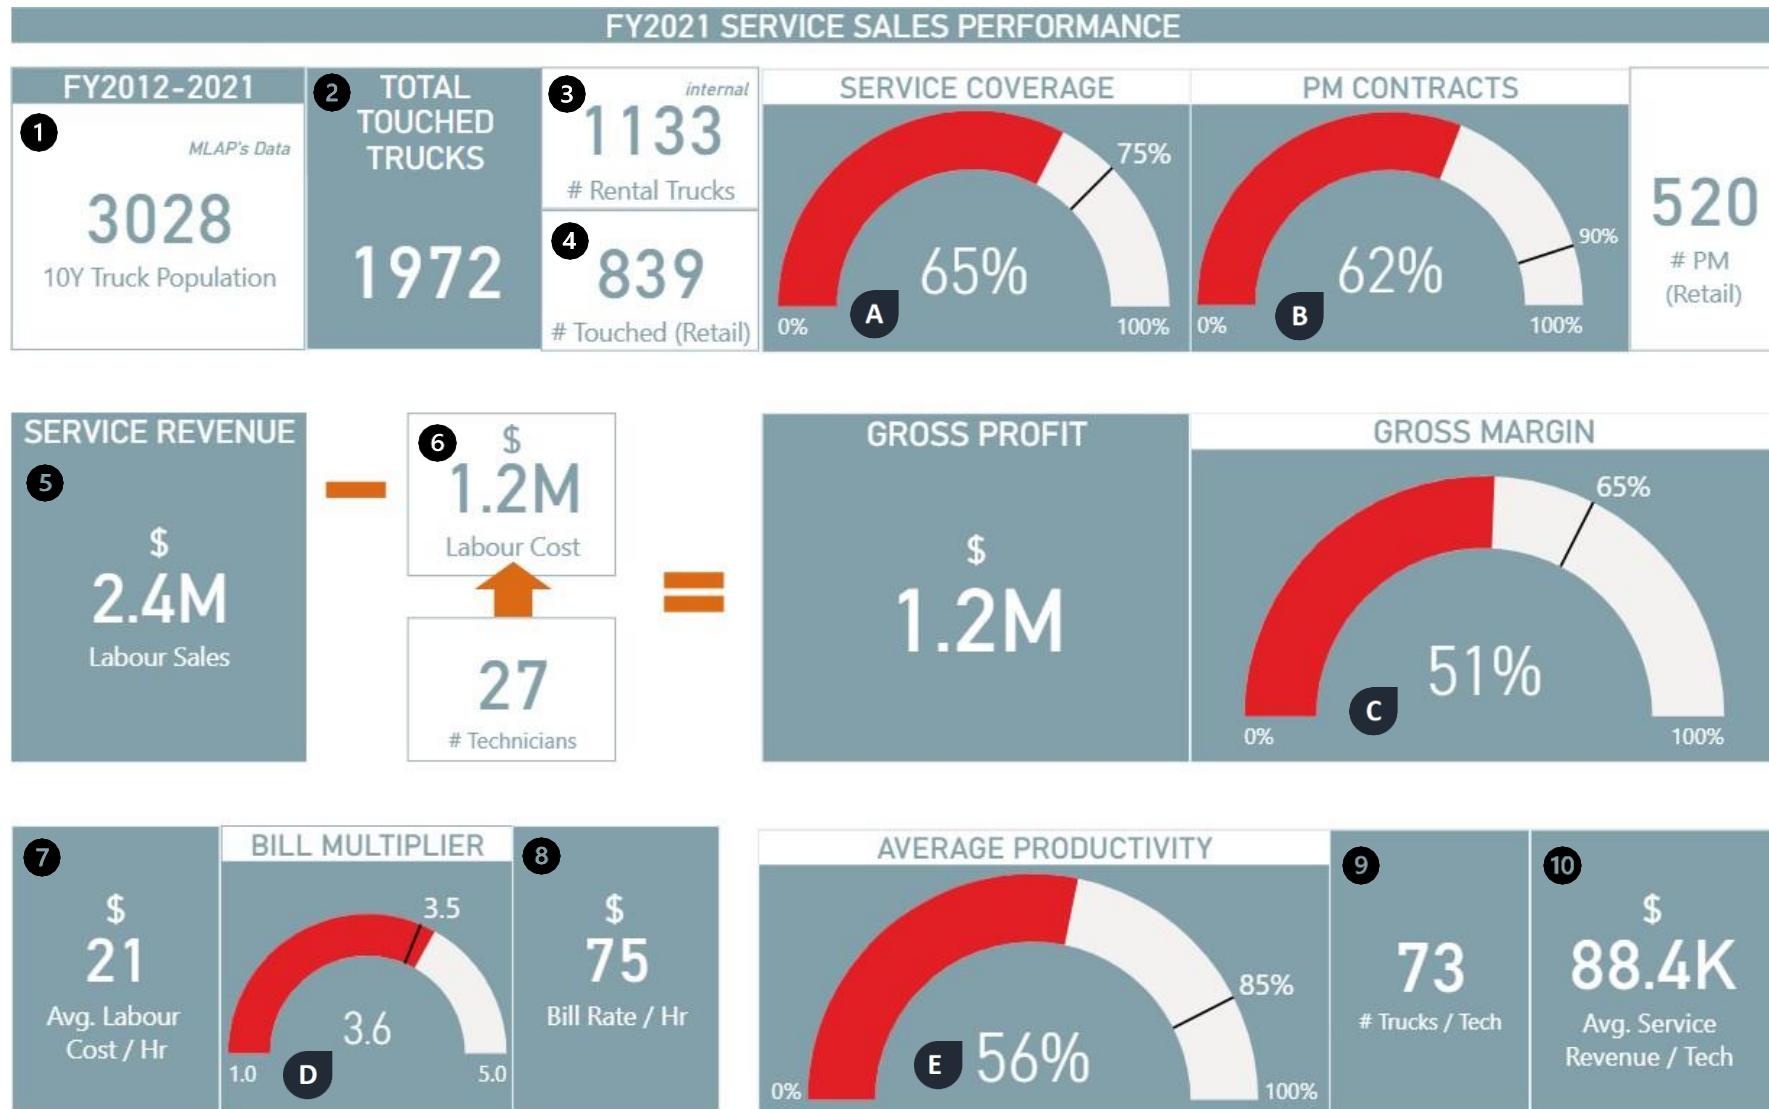 FY2021 SERVICE SALES PERFORMANCE
FY2012-2021
1
MLAP's Data
3028
10Y Truck Population
2
TOTAL
TOUCHED
TRUCKS
1972
3
internal
1133
# Rental Trucks
4
839
# Touched (Retail)
SERVICE COVERAGE
75%
65%
A
0%
100%
PM CONTRACTS
90%
62%
B
0%
100%
520
# PM
(Retail)
SERVICE REVENUE
5
$
2.4M
Labour Sales
6
$
1.2M
Labour Cost
27
# Technicians
GROSS PROFIT
$
1.2M
GROSS MARGIN
65%
51%
C
0%
100%
7
$
21
Avg. Labour
Cost / Hr
BILL MULTIPLIER
3.5
3.6
1.0
D
5.0
8
$
75
Bill Rate / Hr
AVERAGE PRODUCTIVITY
85%
E
56%
0%
100%
9
73
# Trucks / Tech
10
$
88.4K
Avg. Service
Revenue / Tech